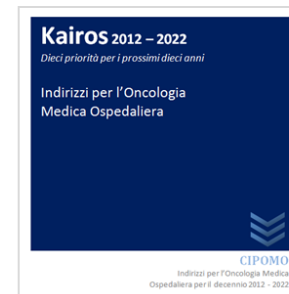 Kairos 2012 – 2022
Dieci priorità per i prossimi dieci anni
Indirizzi per l'Oncologia
Medica Ospedaliera
CIPOMO
Indirizzi per l'Oncologia Medica
Ospedaliera per il decennio 2012 - 2022